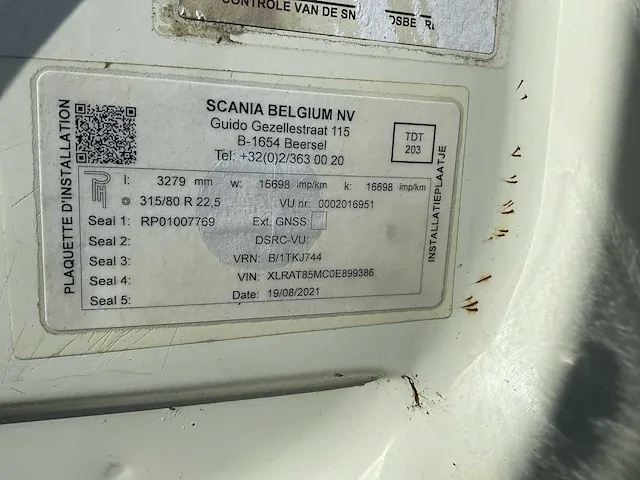 CONTROLE VAN DE
SCANIA BELGIUM NV
Guido Gezellestraat 115
B-1654 Beersel
Tel: +32(0)2/363 00 20
TDT
203
PLAQUETTE D'INSTALLATION
INSTALLATIEPLAATJE
l: 3279 mm w: 16698 imp/km k: 16698 imp/km
315/80 R 22,5 VU nr: 0002016951
Seal 1: RP01007769 Ext. GNSS:
Seal 2: DSRC-VU:
Seal 3: VRN: B/1TKJ744
Seal 4: VIN: XLRAT85MC0E899386
Seal 5: Date: 19/08/2021